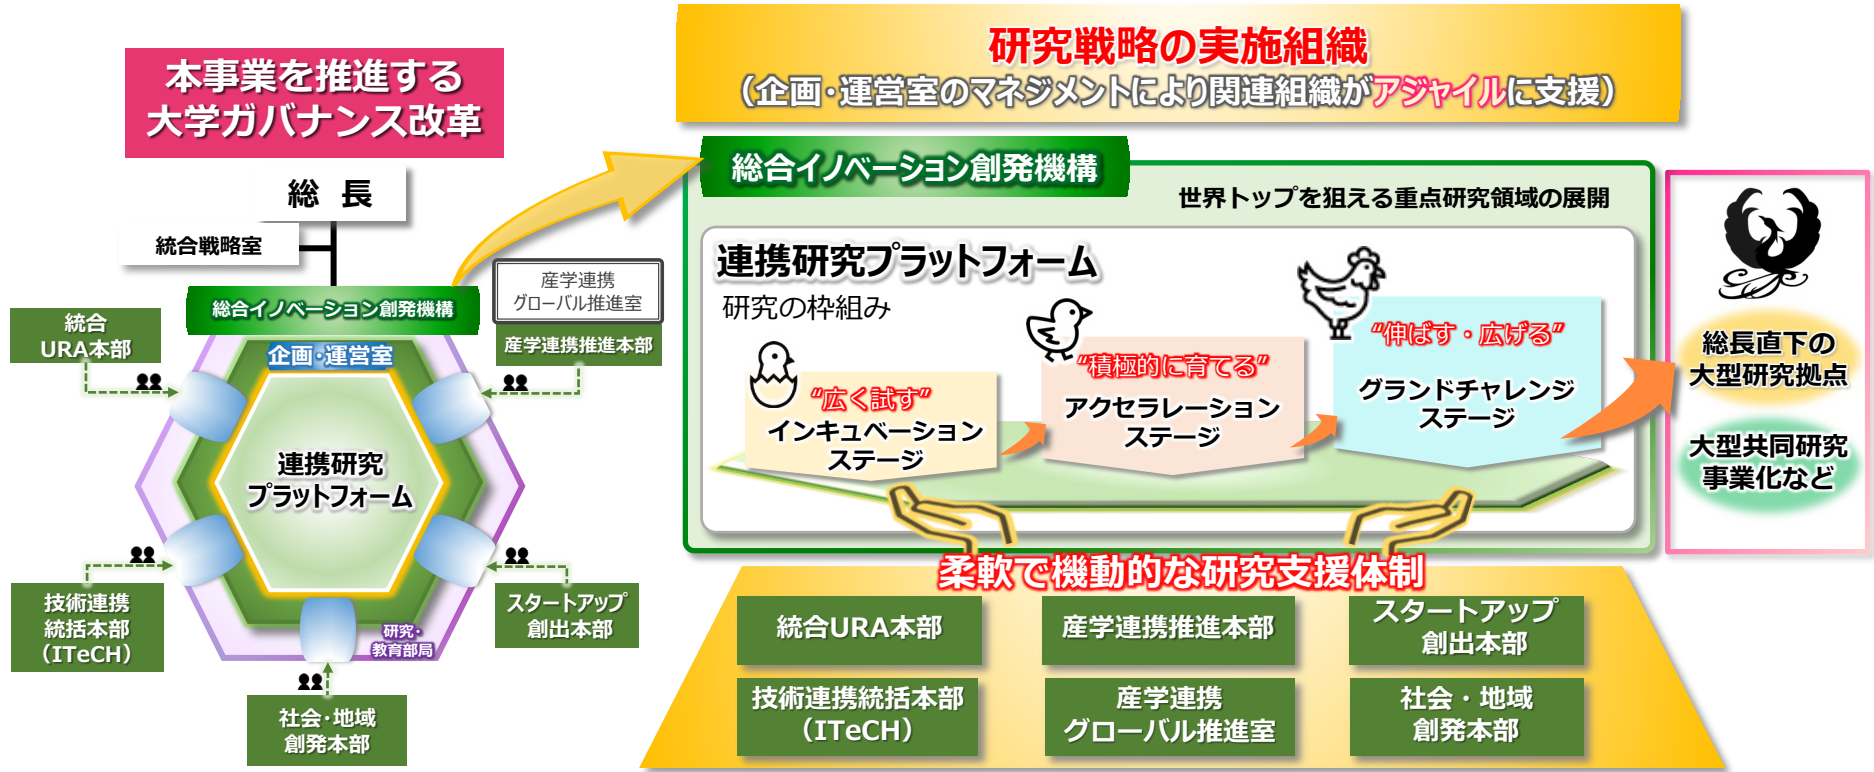 本事業を推進する
大学ガバナンス改革
総 長
統合戦略室
総合イノベーション創発機構
産学連携
グローバル推進室
産学連携推進本部
統合
URA本部
企画・運営室
連携研究
プラットフォーム
技術連携
統括本部
（ITeCH）
スタートアップ
創出本部
研究・
教育部局
社会・地域
創発本部
研究戦略の実施組織
（企画・運営室のマネジメントにより関連組織がアジャイルに支援）
総合イノベーション創発機構
世界トップを狙える重点研究領域の展開
連携研究プラットフォーム
研究の枠組み
“広く試す”
インキュベーション
ステージ
“積極的に育てる”
アクセラレーション
ステージ
“伸ばす・広げる”
グランドチャレンジ
ステージ
総長直下の
大型研究拠点
大型共同研究
事業化など
柔軟で機動的な研究支援体制
統合URA本部
産学連携推進本部
スタートアップ
創出本部
技術連携統括本部
（ITeCH）
産学連携
グローバル推進室
社会・地域
創発本部